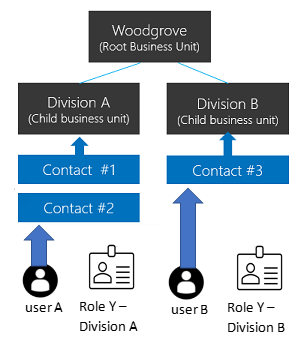 Woodgrove
(Root Business Unit)
Division A
(Child business unit)
Division B
(Child business unit)
Contact #1
Contact #3
Contact #2
user A
Role Y –
Division A
user B
Role Y –
Division B